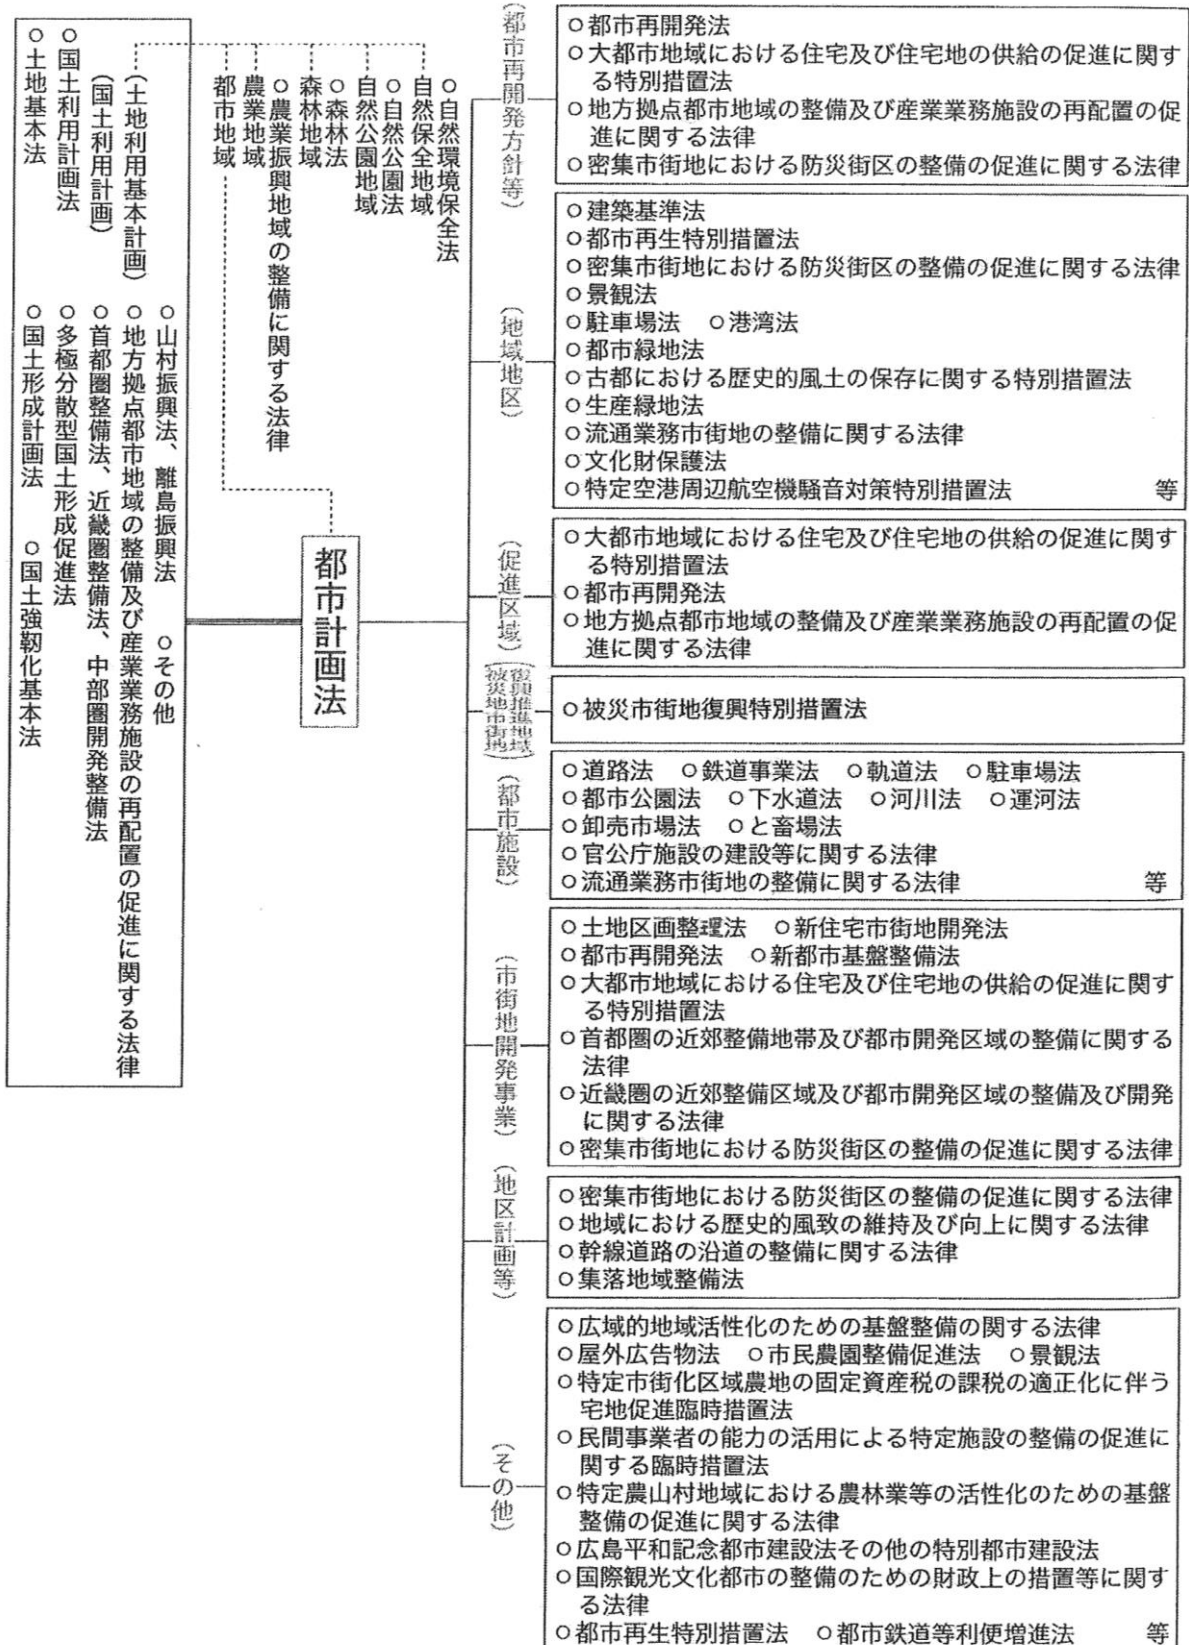 ○土地基本法
○国土利用計画法
(国土利用計画)
(土地利用基本計画)
○国土形成計画法　○国土強靱化基本法
○多極分散型国土形成促進法
○首都圏整備法、近畿圏整備法、中部圏開発整備法
○地方拠点都市地域の整備及び産業業務施設の再配置の促進に関する法律
○山村振興法、離島振興法　○その他
都市地域
農業地域
○農業振興地域の整備に関する法律
森林地域
○森林法
自然公園地域
○自然公園法
自然保全地域
○自然環境保全法
都市計画法
(都市再開発方針等)
○都市再開発法
○大都市地域における住宅及び住宅地の供給の促進に関す
る特別措置法
○地方拠点都市地域の整備及び産業業務施設の再配置の促
進に関する法律
○密集市街地における防災街区の整備の促進に関する法律
(地域地区)
○建築基準法
○都市再生特別措置法
○密集市街地における防災街区の整備の促進に関する法律
○景観法
○駐車場法　○港湾法
○都市緑地法
○古都における歴史的風土の保存に関する特別措置法
○生産緑地法
○流通業務市街地の整備に関する法律
○文化財保護法
○特定空港周辺航空機騒音対策特別措置法　等
(促進区域)
○大都市地域における住宅及び住宅地の供給の促進に関す
る特別措置法
○都市再開発法
○地方拠点都市地域の整備及び産業業務施設の再配置の促
進に関する法律
(被災地市街地
復興推進地域)
○被災市街地復興特別措置法
(都市施設)
○道路法　○鉄道事業法　○軌道法　○駐車場法
○都市公園法　○下水道法　○河川法　○運河法
○卸売市場法　○と畜場法
○官公庁施設の建設等に関する法律
○流通業務市街地の整備に関する法律　等
(市街地開発事業)
○土地区画整理法　○新住宅市街地開発法
○都市再開発法　○新都市基盤整備法
○大都市地域における住宅及び住宅地の供給の促進に関す
る特別措置法
○首都圏の近郊整備地帯及び都市開発区域の整備に関する
法律
○近畿圏の近郊整備区域及び都市開発区域の整備及び開発
に関する法律
○密集市街地における防災街区の整備の促進に関する法律
(地区計画等)
○密集市街地における防災街区の整備の促進に関する法律
○地域における歴史的風致の維持及び向上に関する法律
○幹線道路の沿道の整備に関する法律
○集落地域整備法
(その他)
○広域的地域活性化のための基盤整備の関する法律
○屋外広告物法　○市民農園整備促進法　○景観法
○特定市街化区域農地の固定資産税の課税の適正化に伴う
宅地促進臨時措置法
○民間事業者の能力の活用による特定施設の整備の促進に
関する臨時措置法
○特定農山村地域における農林業等の活性化のための基盤
整備の促進に関する法律
○広島平和記念都市建設法その他の特別都市建設法
○国際観光文化都市の整備のための財政上の措置等に関す
る法律
○都市再生特別措置法　○都市鉄道等利便増進法　等